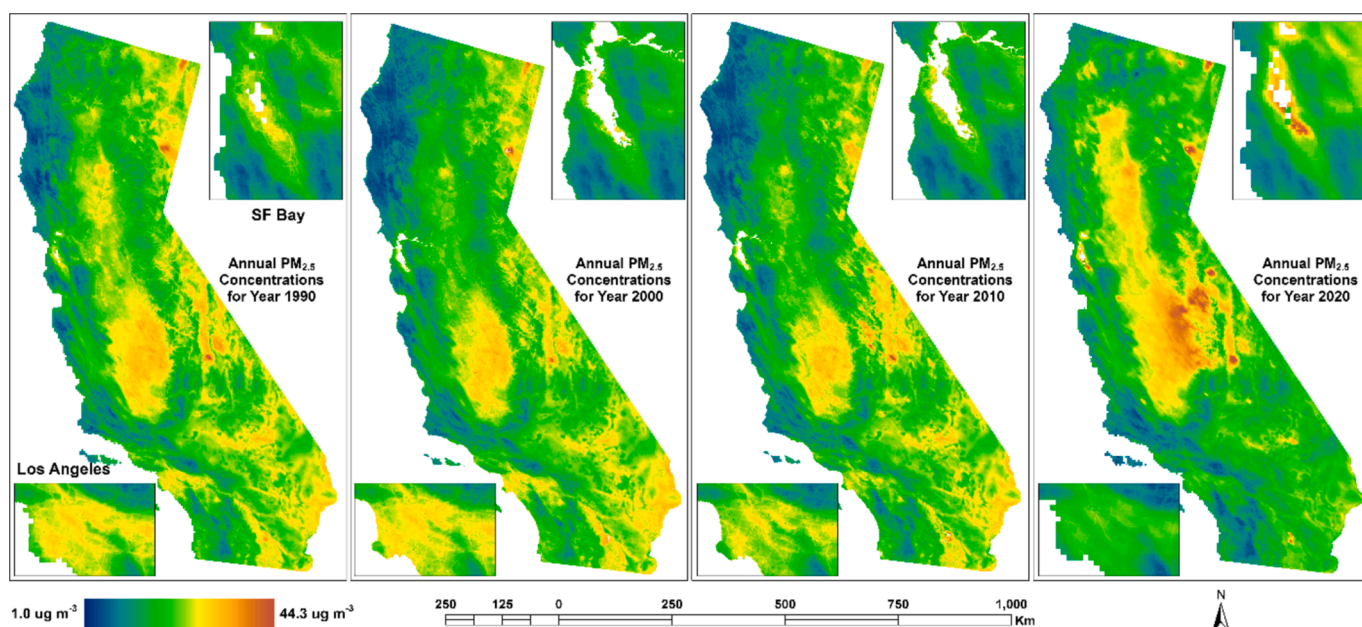 SF Bay
Annual PM2.5
Concentrations
for Year 1990
Los Angeles
Annual PM2.5
Concentrations
for Year 2000
Annual PM2.5
Concentrations
for Year 2010
Annual PM2.5
Concentrations
for Year 2020
1.0 ug m-3
44.3 ug m-3
250 125 0 250 500 750 1,000
Km
N